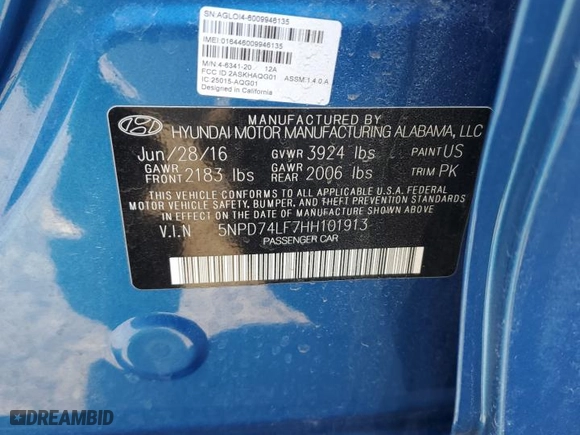 SN:AGLOI4-6009946135
IMEI:016446009946135
M/N:4-6341-20 12A
FCC ID:2ASKHAQG01 ASSM:1.4.0.A
IC:25015-AQG01
Designed in California
MANUFACTURED BY
HYUNDAI MOTOR MANUFACTURING ALABAMA, LLC
Jun/28/16 GVWR 3924 lbs PAINT US
GAWR FRONT 2183 lbs GAWR REAR 2006 lbs TRIM PK
THIS VEHICLE CONFORMS TO ALL APPLICABLE U.S.A. FEDERAL
MOTOR VEHICLE SAFETY, BUMPER, AND THEFT PREVENTION STANDARDS
IN EFFECT ON THE DATE OF MANUFACTURE SHOWN ABOVE.
V.I.N 5NPD74LF7HH101913
PASSENGER CAR
DREAMBID